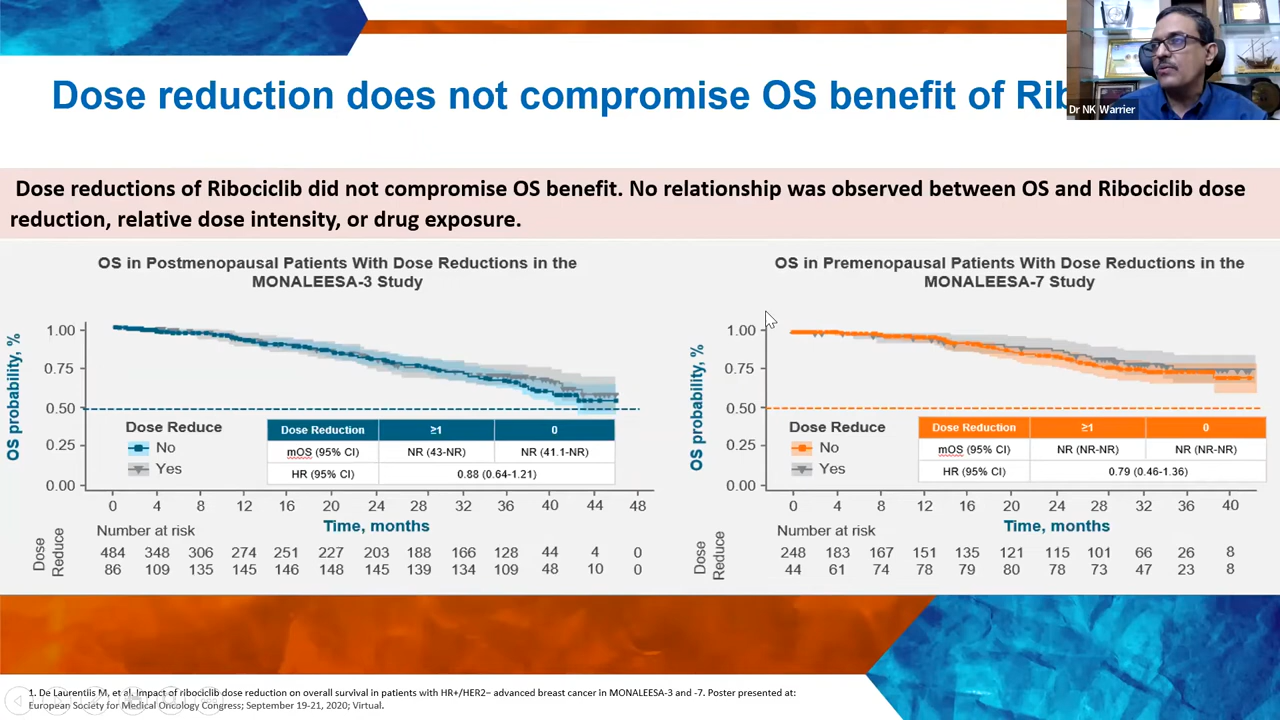 Dose reduction does not compromise OS benefit of Rib
Dr NK Warrier
Dose reductions of Ribociclib did not compromise OS benefit. No relationship was observed between OS and Ribociclib dose
reduction, relative dose intensity, or drug exposure.
OS in Postmenopausal Patients With Dose Reductions in the
MONALEESA-3 Study
OS probability, %
1.00
0.75
0.50
0.25
0.00
Dose Reduce
No
Yes
Dose Reduction ≥1 0
mOS (95% CI) NR (43-NR) NR (41.1-NR)
HR (95% CI) 0.88 (0.64-1.21)
0 4 8 12 16 20 24 28 32 36 40 44 48
Time, months
Number at risk
Dose
Reduce
484 348 306 274 251 227 203 188 166 128 44 4 0
86 109 135 145 146 148 145 139 134 109 48 10 0
OS in Premenopausal Patients With Dose Reductions in the
MONALEESA-7 Study
OS probability, %
1.00
0.75
0.50
0.25
0.00
Dose Reduce
No
Yes
Dose Reduction ≥1 0
mOS (95% CI) NR (NR-NR) NR (NR-NR)
HR (95% CI) 0.79 (0.46-1.36)
0 4 8 12 16 20 24 28 32 36 40
Time, months
Number at risk
Dose
Reduce
248 183 167 151 135 121 115 101 66 26 8
44 61 74 78 79 80 78 73 47 23 8
1. De Laurentiis M, et al. Impact of ribociclib dose reduction on overall survival in patients with HR+/HER2− advanced breast cancer in MONALEESA-3 and -7. Poster presented at:
European Society for Medical Oncology Congress; September 19-21, 2020; Virtual.